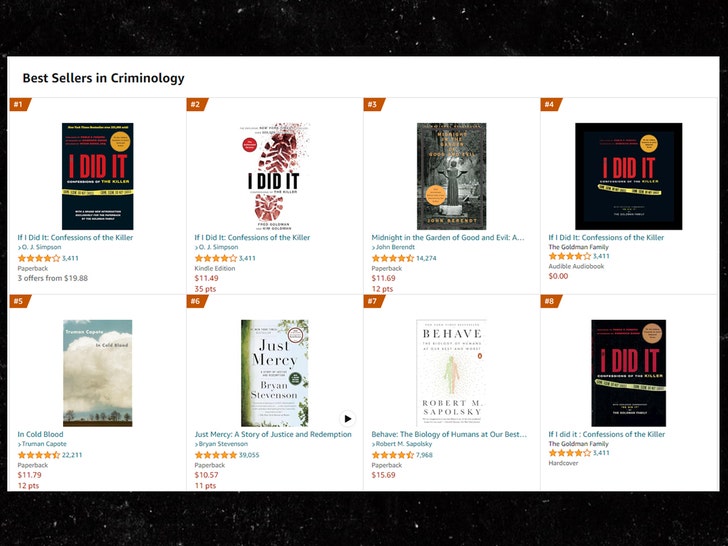 Best Sellers in Criminology
#1
I DID IT
CONFESSIONS OF THE KILLER
If I Did It: Confessions of the Killer
›O. J. Simpson
3,411
Paperback
3 offers from $19.88
#2
I DID IT
CONFESSIONS OF THE KILLER
FRED GOLDMAN
AND KIM GOLDMAN
If I Did It: Confessions of the Killer
›O. J. Simpson
3,411
Kindle Edition
$11.49
35 pts
#3
MIDNIGHT
IN THE GARDEN OF
GOOD AND EVIL
JOHN BERENDT
Midnight in the Garden of Good and Evil: A...
›John Berendt
14,274
Paperback
$11.69
12 pts
#4
I DID IT
CONFESSIONS OF THE KILLER
THE GOLDMAN FAMILY
If I Did It: Confessions of the Killer
The Goldman Family
3,411
Audible Audiobook
$0.00
#5
Truman Capote
In Cold Blood
In Cold Blood
›Truman Capote
22,211
Paperback
$11.79
12 pts
#6
Just
Mercy
A STORY OF JUSTICE
AND REDEMPTION
Bryan
Stevenson
Just Mercy: A Story of Justice and Redemption
›Bryan Stevenson
39,055
Paperback
$10.57
11 pts
#7
BEHAVE
THE BIOLOGY OF HUMANS
AT OUR BEST AND WORST
ROBERT M.
SAPOLSKY
Behave: The Biology of Humans at Our Best...
›Robert M. Sapolsky
7,968
Paperback
$15.69
#8
I DID IT
CONFESSIONS OF THE KILLER
THE GOLDMAN FAMILY
If I did it : Confessions of the Killer
The Goldman Family
3,411
Hardcover